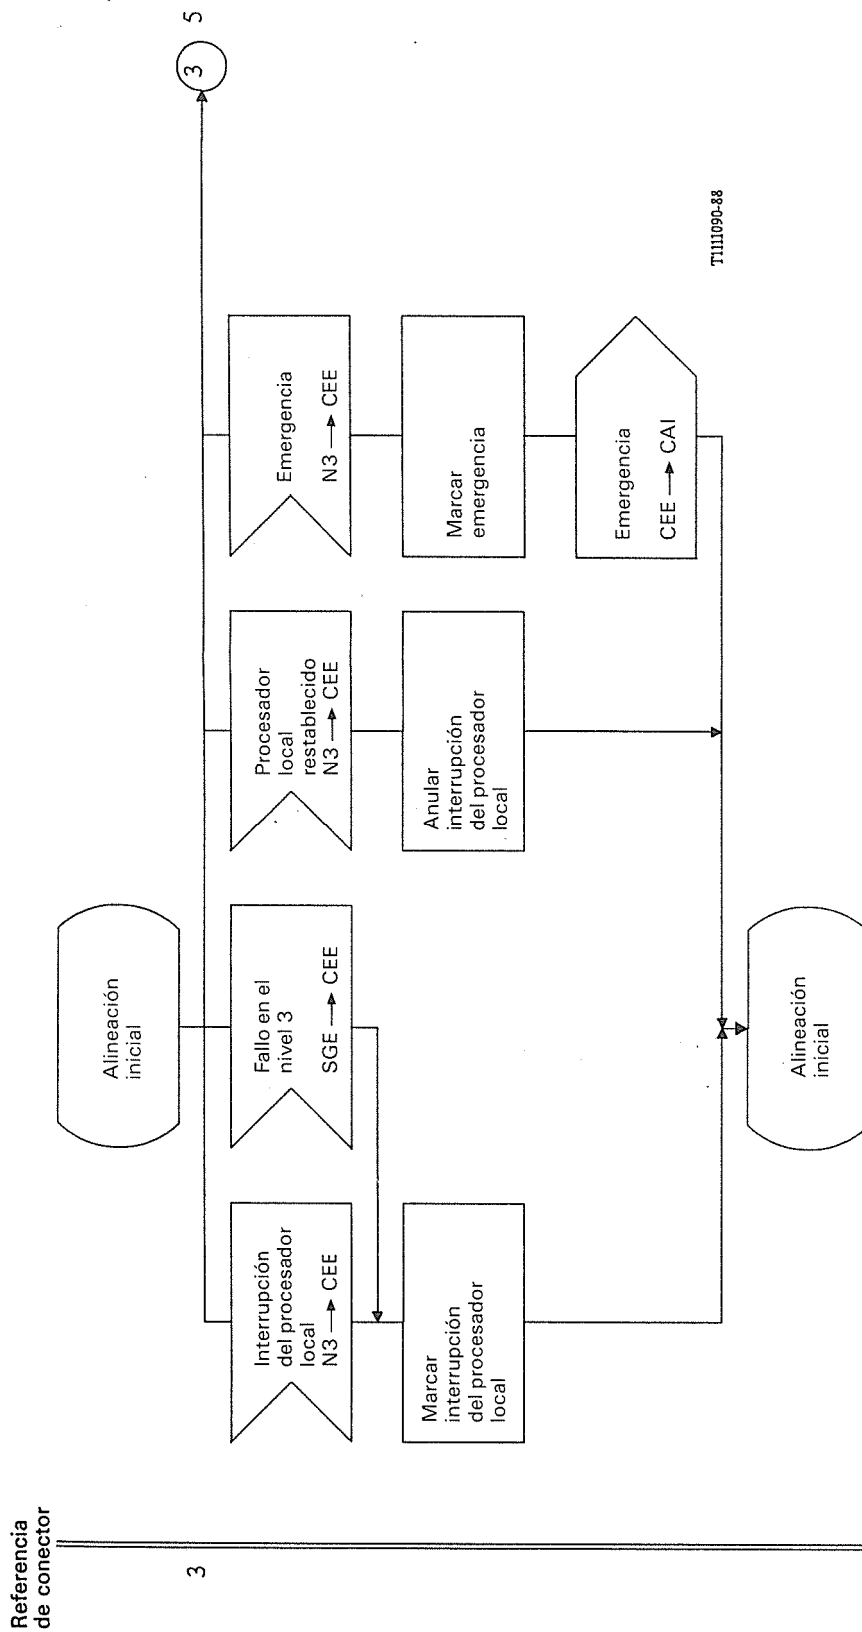 Referencia
de conector
3
Alineación
inicial
3
5
Interrupción
del procesador
local
N3 → CEE
Fallo en el
nivel 3
SGE → CEE
Procesador
local
restablecido
N3 → CEE
Emergencia
N3 → CEE
Marcar
interrupción
del procesador
local
Anular
interrupción
del procesador
local
Marcar
emergencia
Emergencia
CEE → CAI
Alineación
inicial
T1111090-88